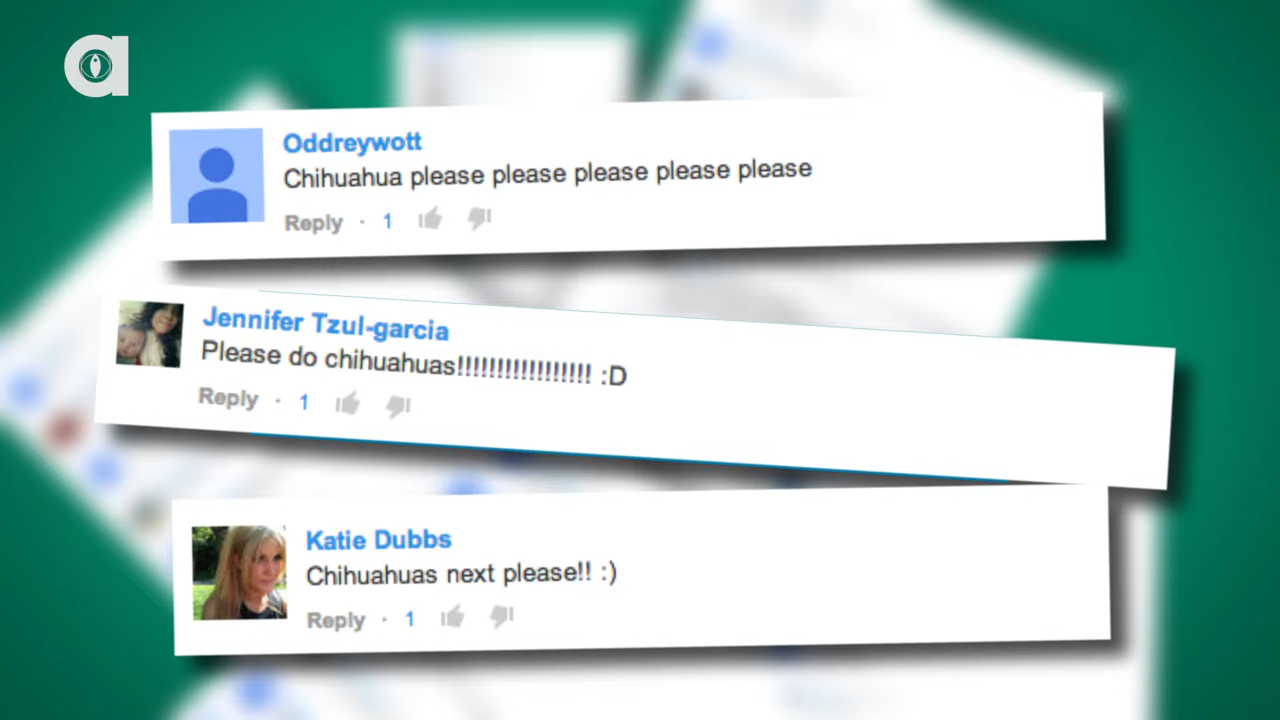 a
Oddreywott
Chihuahua please please please please please
Reply · 1
Jennifer Tzul-garcia
Please do chihuahuas!!!!!!!!!!!!!!!!! :D
Reply · 1
Katie Dubbs
Chihuahuas next please!! :)
Reply · 1